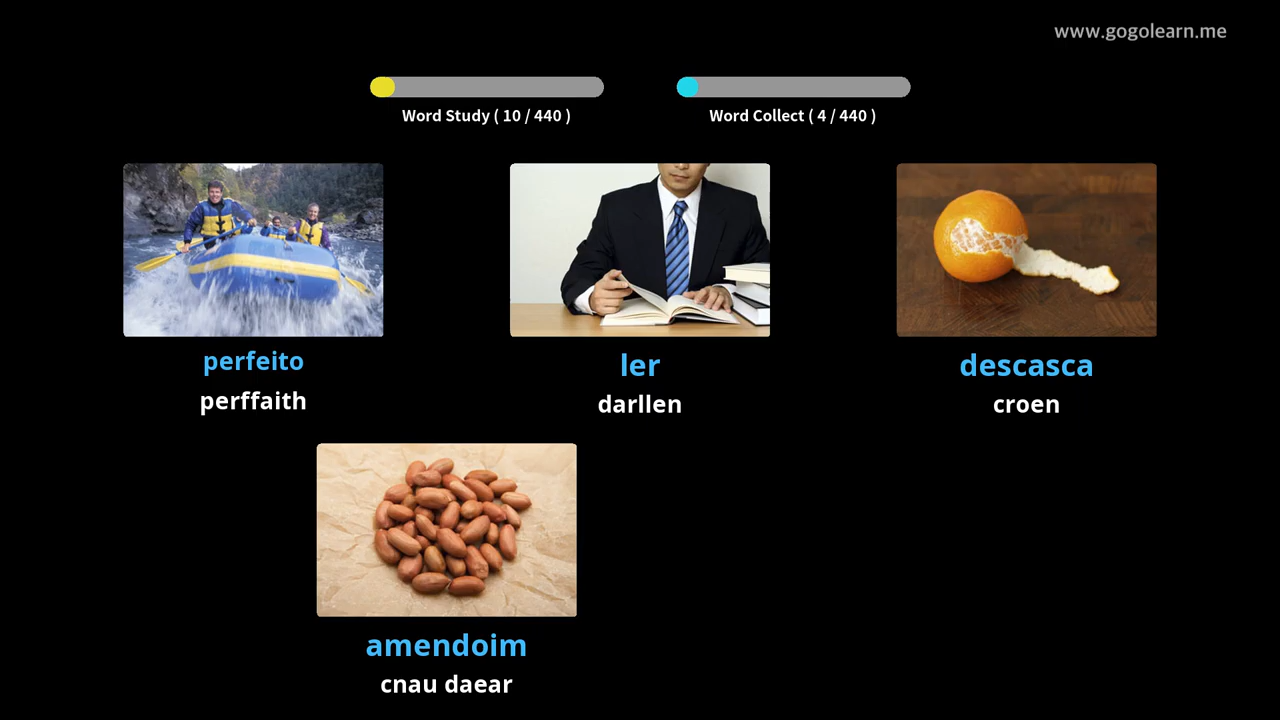 www.gogolearn.me
Word Study ( 10 / 440 )
Word Collect ( 4 / 440 )
perfeito
perffaith
ler
darllen
descasca
croen
amendoim
cnau daear